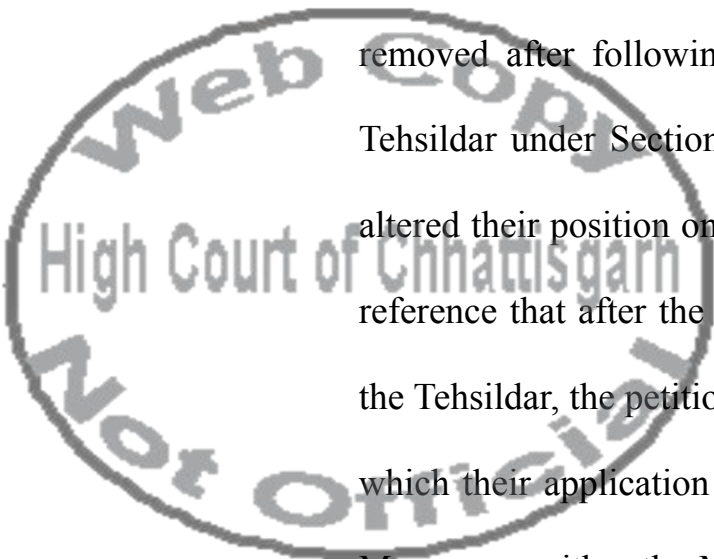 removed after followin
Tehsildar under Section
altered their position on
reference that after the
the Tehsildar, the petitio
which their application
Web Copy
High Court of Chhattisgarh
Not Official